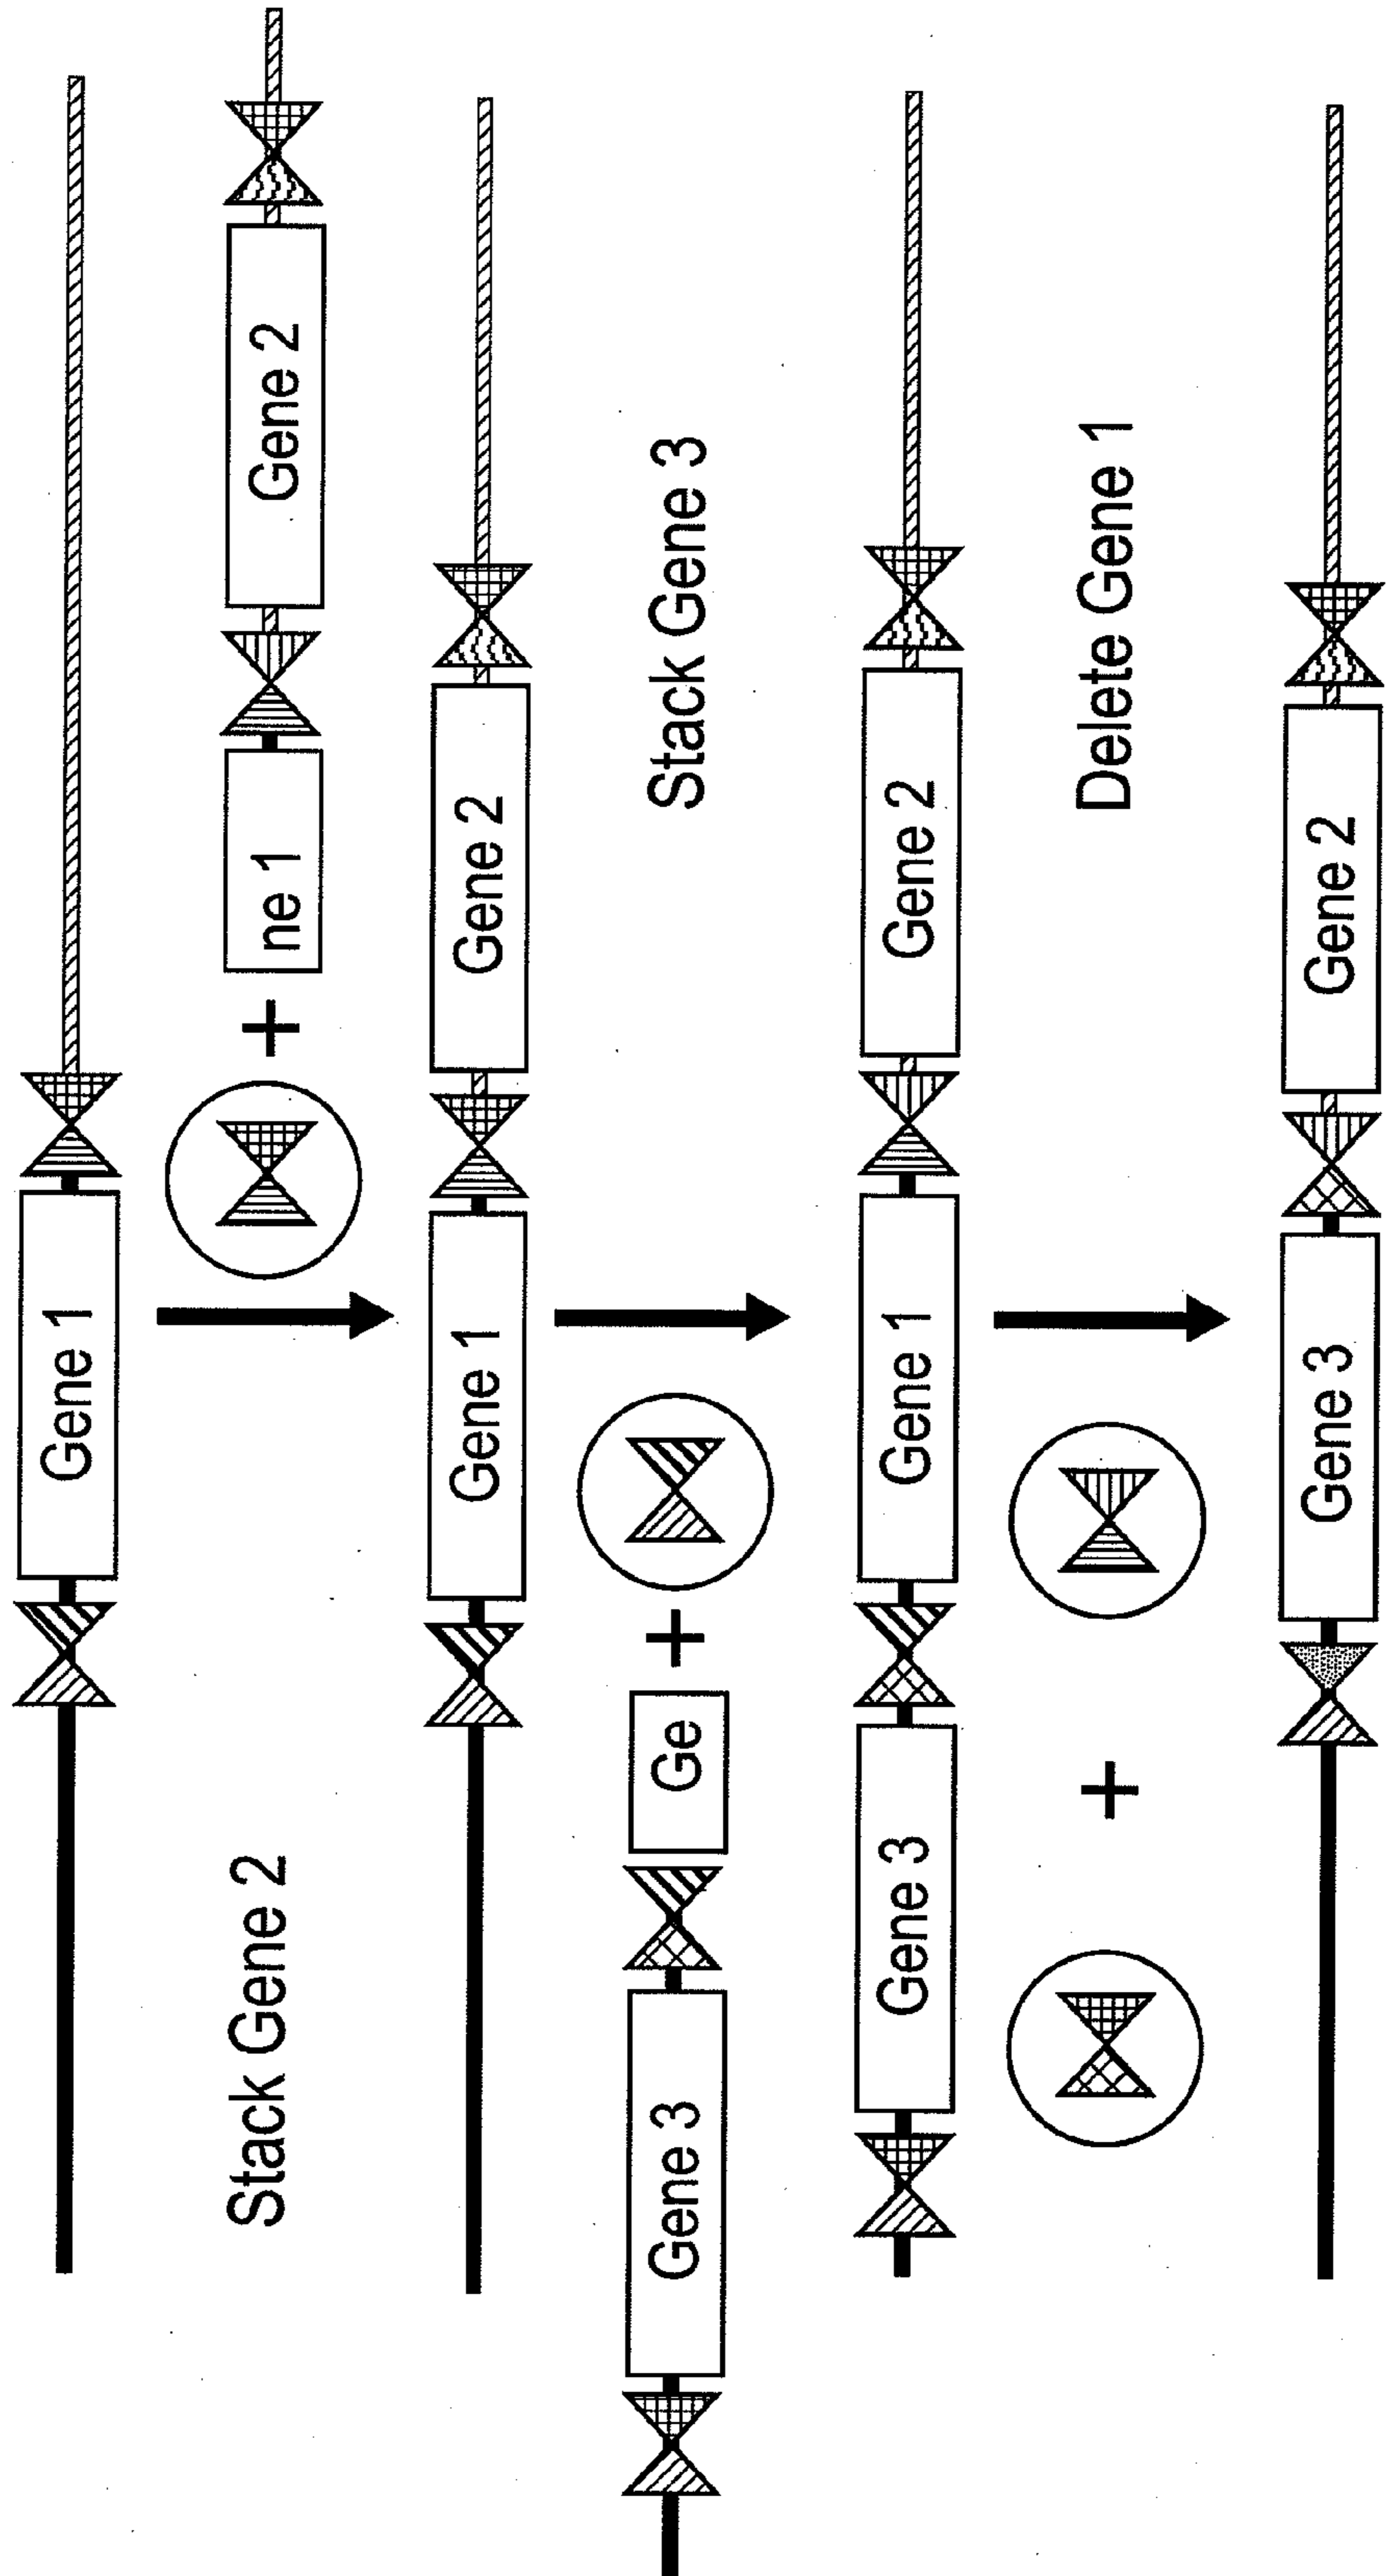 Gene 1
Stack Gene 2 + ne 1 Gene 2
Gene 1 Gene 2
Gene 3 Ge + Stack Gene 3
Gene 3 Gene 1 Gene 2
+ Delete Gene 1
Gene 3 Gene 2